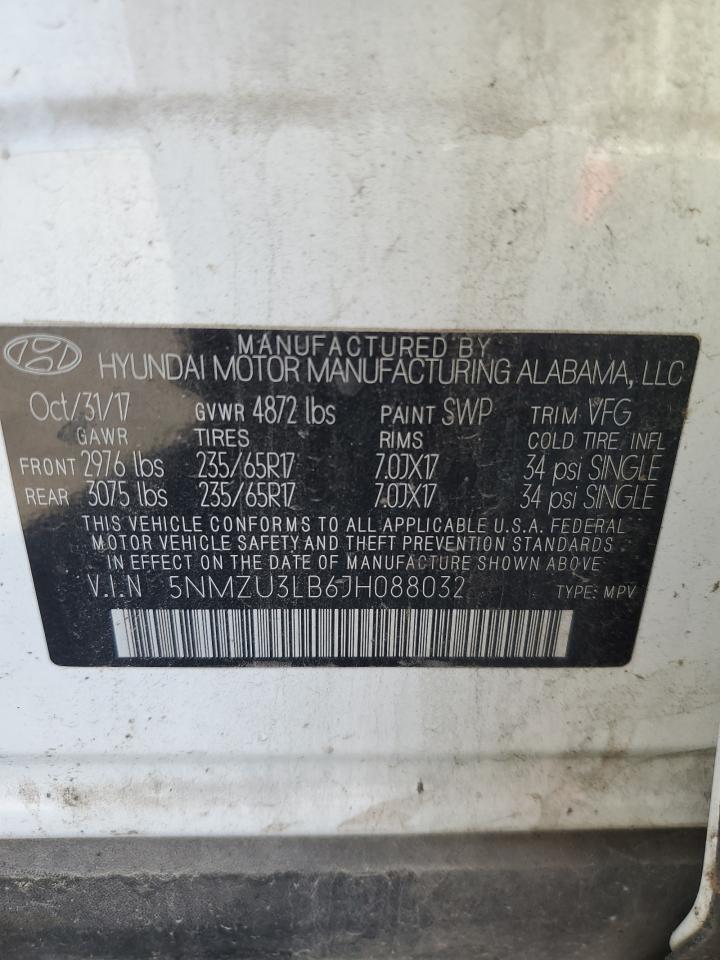 MANUFACTURED BY
HYUNDAI MOTOR MANUFACTURING ALABAMA, LLC
Oct/31/17 GVWR 4872 lbs PAINT SWP TRIM VFG
GAWR TIRES RIMS COLD TIRE INFL
FRONT 2976 lbs 235/65R17 7.0JX17 34 psi SINGLE
REAR 3075 lbs 235/65R17 7.0JX17 34 psi SINGLE
THIS VEHICLE CONFORMS TO ALL APPLICABLE U.S.A. FEDERAL
MOTOR VEHICLE SAFETY AND THEFT PREVENTION STANDARDS
IN EFFECT ON THE DATE OF MANUFACTURE SHOWN ABOVE
V.I.N 5NMZU3LB6JH088032 TYPE: MPV